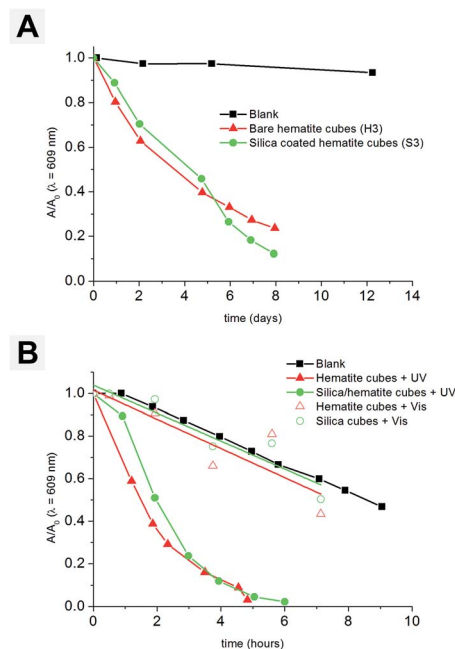 A
1.0
0.8
0.6
0.4
0.2
0.0
A/A0 (λ = 609 nm)
Blank
Bare hematite cubes (H3)
Silica coated hematite cubes (S3)
0 2 4 6 8 10 12 14
time (days)
B
1.0
0.8
0.6
0.4
0.2
0.0
A/A0 (λ = 609 nm)
Blank
Hematite cubes + UV
Silica/hematite cubes + UV
Hematite cubes + Vis
Silica cubes + Vis
0 2 4 6 8 10
time (hours)